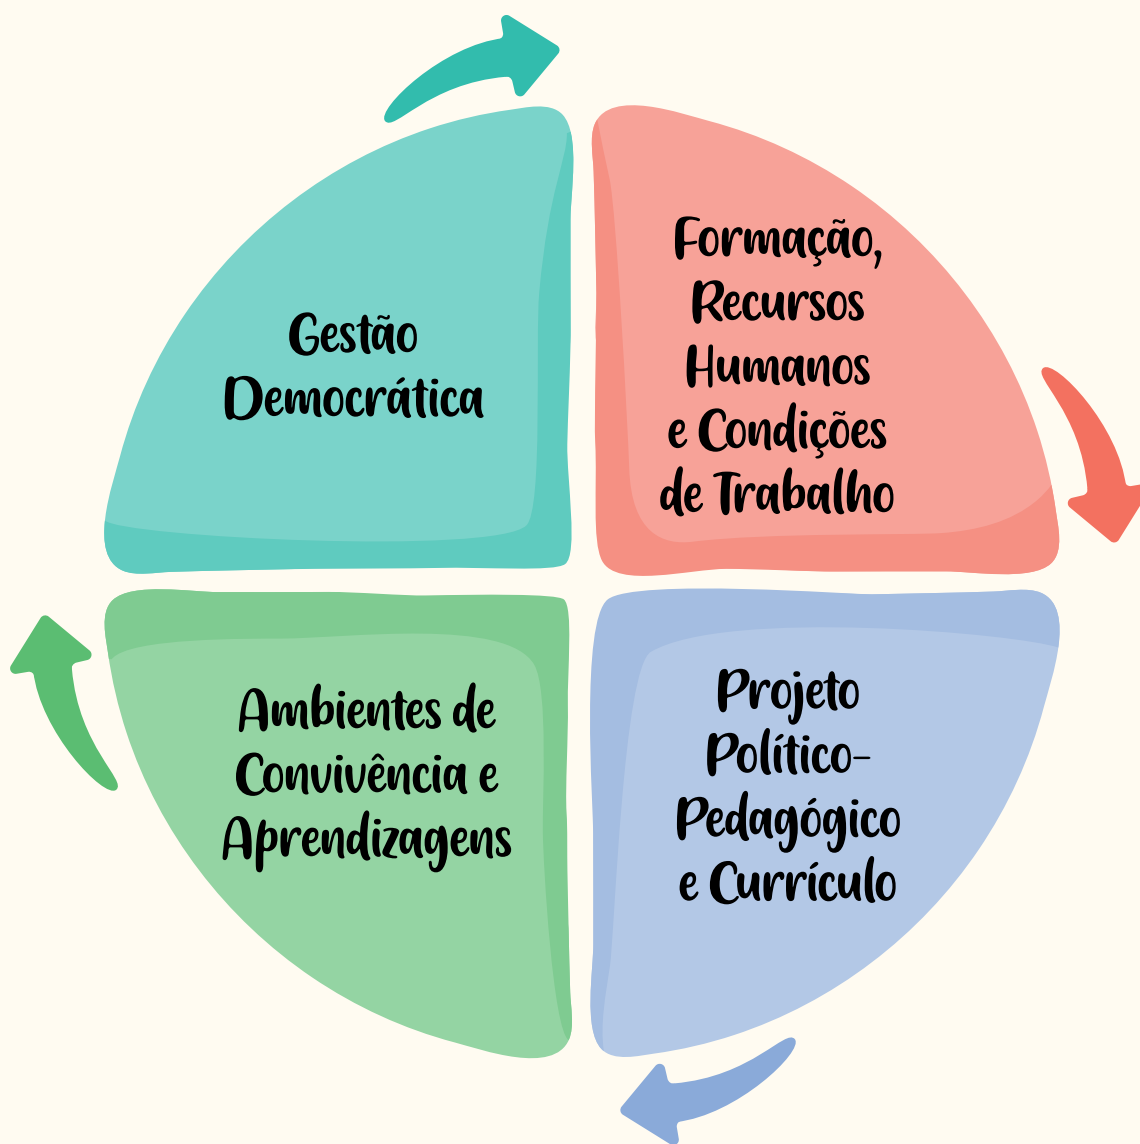 Gestão
Democrática
Formação,
Recursos
Humanos
e Condições
de Trabalho
Ambientes de
Convivência e
Aprendizagens
Projeto
Político-
Pedagógico
e Currículo